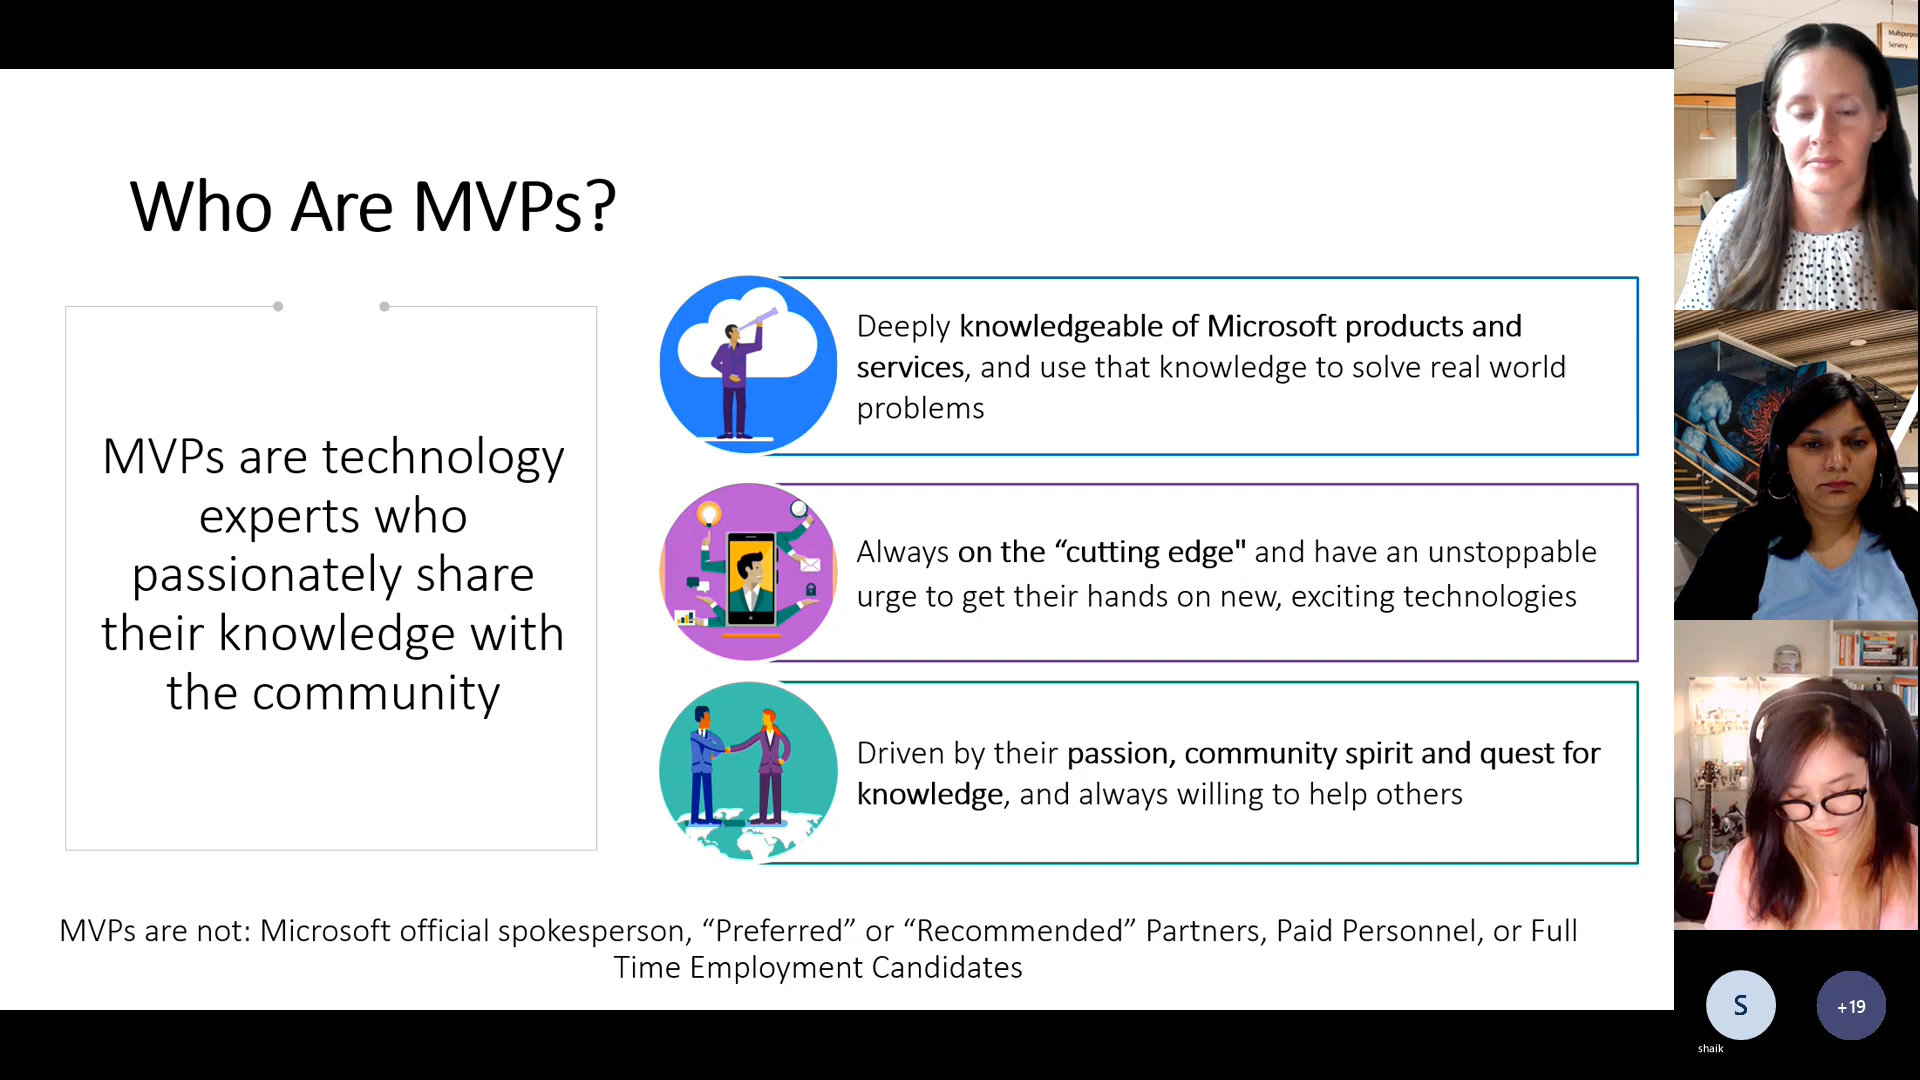 Who Are MVPs?
MVPs are technology
experts who
passionately share
their knowledge with
the community
Deeply knowledgeable of Microsoft products and
services, and use that knowledge to solve real world
problems
Always on the “cutting edge" and have an unstoppable
urge to get their hands on new, exciting technologies
Driven by their passion, community spirit and quest for
knowledge, and always willing to help others
MVPs are not: Microsoft official spokesperson, “Preferred” or “Recommended” Partners, Paid Personnel, or Full
Time Employment Candidates
Multipurpo
Servery
S
shaik
+19